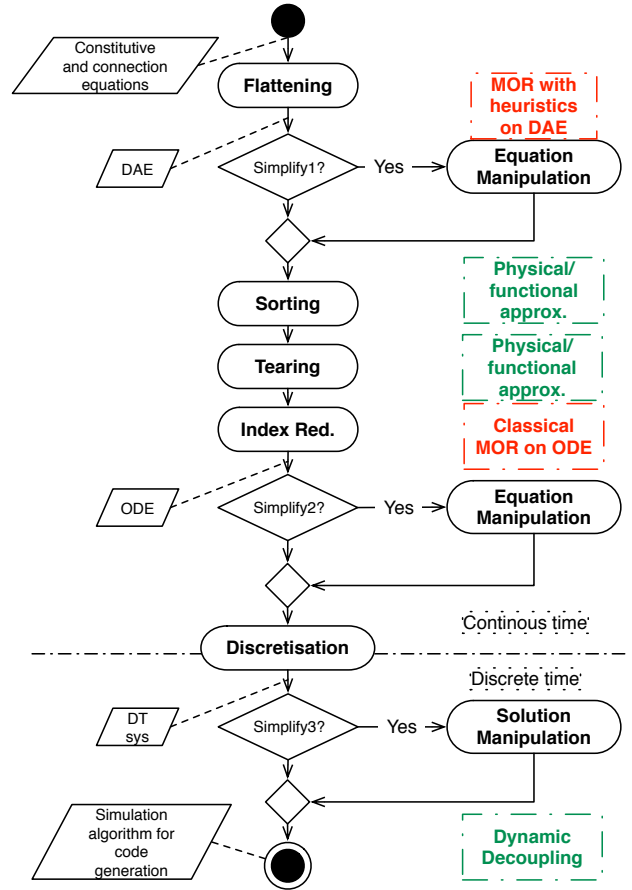 Constitutive
and connection
equations
Flattening
MOR with
heuristics
on DAE
DAE
Simplify1?
Yes
Equation
Manipulation
Physical/
functional
approx.
Sorting
Physical/
functional
approx.
Tearing
Index Red.
Classical
MOR on ODE
ODE
Simplify2?
Yes
Equation
Manipulation
Continous time
Discretisation
Discrete time
DT
sys
Simplify3?
Yes
Solution
Manipulation
Simulation
algorithm for
code
generation
Dynamic
Decoupling